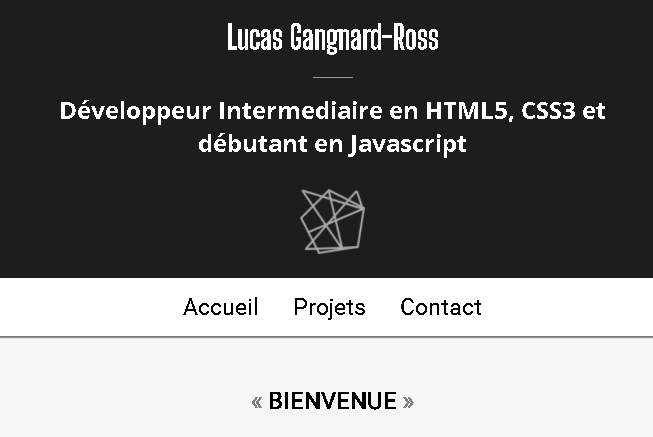 Lucas Gangnard-Ross
Développeur Intermediaire en HTML5, CSS3 et
débutant en Javascript
Accueil Projets Contact
« BIENVENUE »